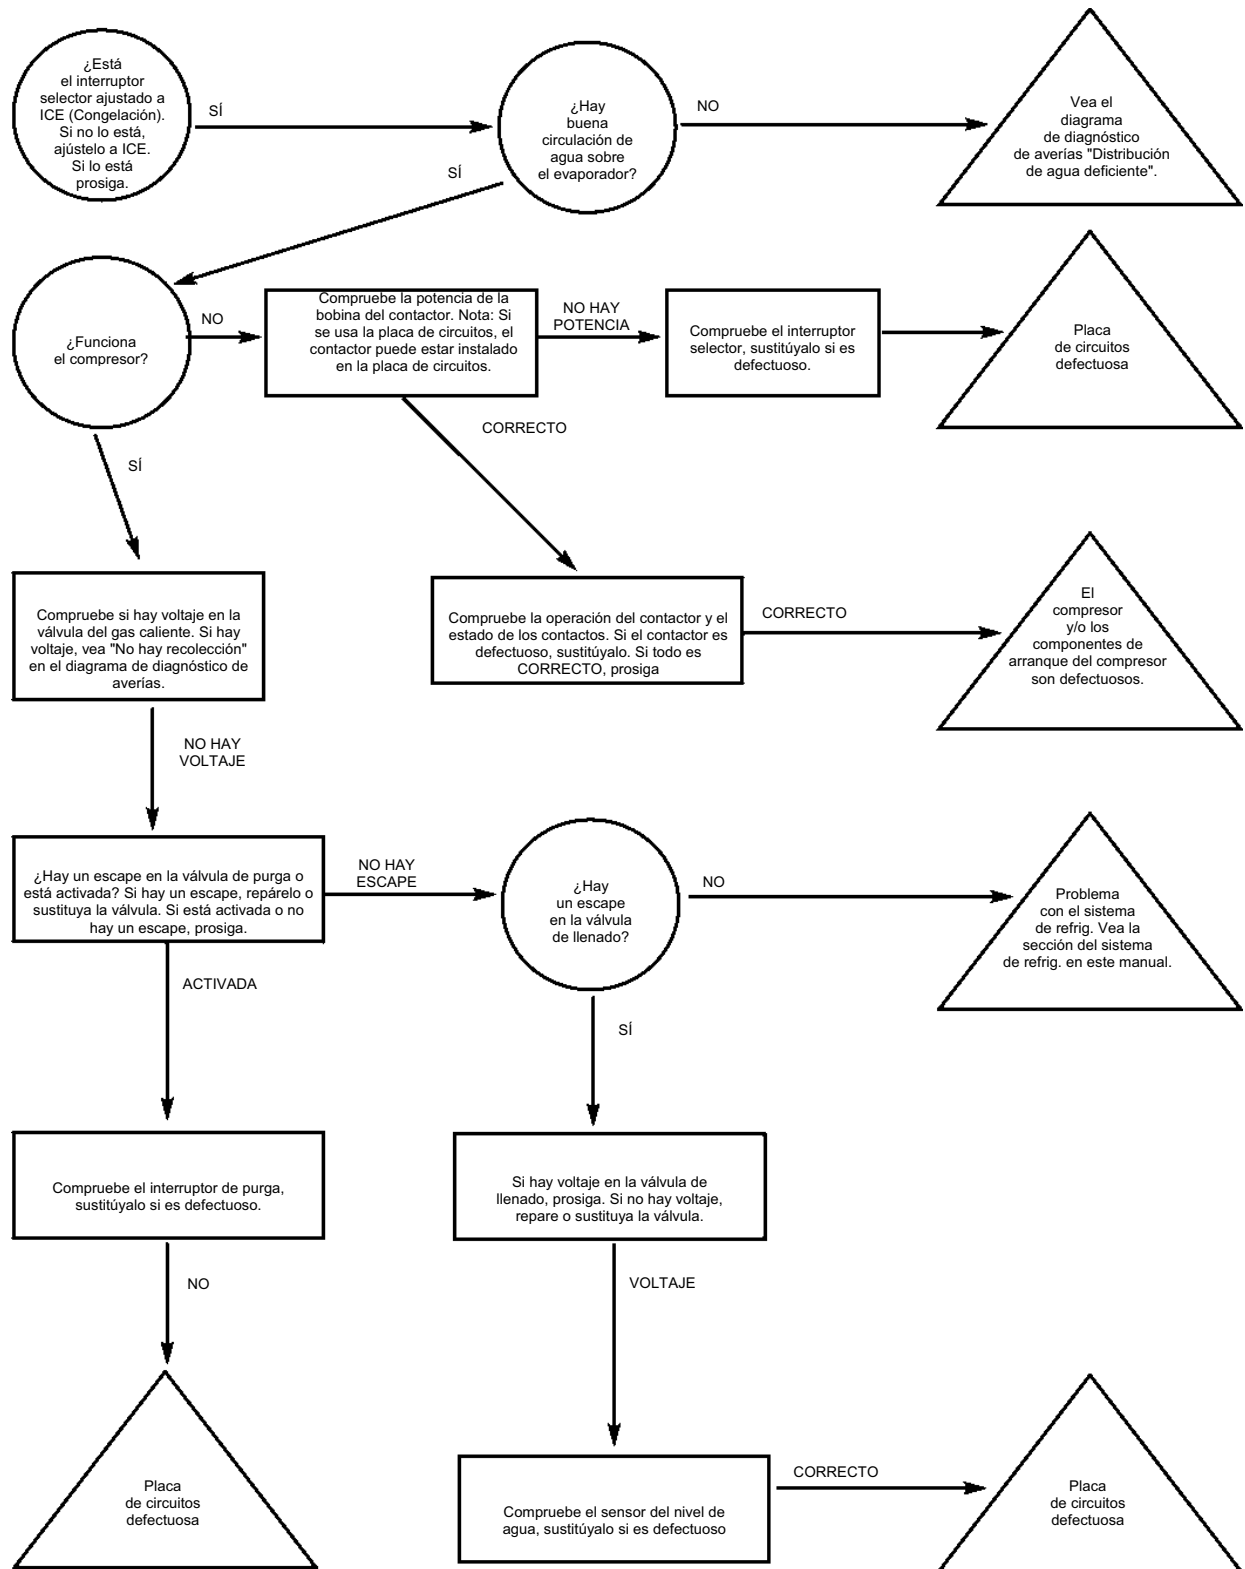 ¿Está
el interruptor
selector ajustado a
ICE (Congelación).
Si no lo está,
ajústelo a ICE.
Si lo está
prosiga.
SÍ
¿Hay
buena
circulación de
agua sobre
el evaporador?
NO
Vea el
diagrama
de diagnóstico
de averías "Distribución
de agua deficiente".
SÍ
¿Funciona
el compresor?
NO
Compruebe la potencia de la
bobina del contactor. Nota: Si
se usa la placa de circuitos, el
contactor puede estar instalado
en la placa de circuitos.
NO HAY
POTENCIA
Compruebe el interruptor
selector, sustitúyalo si es
defectuoso.
Placa
de circuitos
defectuosa
CORRECTO
SÍ
Compruebe si hay voltaje en la
válvula del gas caliente. Si hay
voltaje, vea "No hay recolección"
en el diagrama de diagnóstico de
averías.
Compruebe la operación del contactor y el
estado de los contactos. Si el contactor es
defectuoso, sustitúyalo. Si todo es
CORRECTO, prosiga
CORRECTO
El
compresor
y/o los
componentes de
arranque del compresor
son defectuosos.
NO HAY
VOLTAJE
¿Hay un escape en la válvula de purga o
está activada? Si hay un escape, repárelo o
sustituya la válvula. Si está activada o no
hay un escape, prosiga.
NO HAY
ESCAPE
¿Hay
un escape
en la válvula
de llenado?
NO
Problema
con el sistema
de refrig. Vea la
sección del sistema
de refrig. en este manual.
ACTIVADA
SÍ
Compruebe el interruptor de purga,
sustitúyalo si es defectuoso.
Si hay voltaje en la válvula de
llenado, prosiga. Si no hay voltaje,
repare o sustituya la válvula.
NO
VOLTAJE
Placa
de circuitos
defectuosa
Compruebe el sensor del nivel de
agua, sustitúyalo si es defectuoso
CORRECTO
Placa
de circuitos
defectuosa